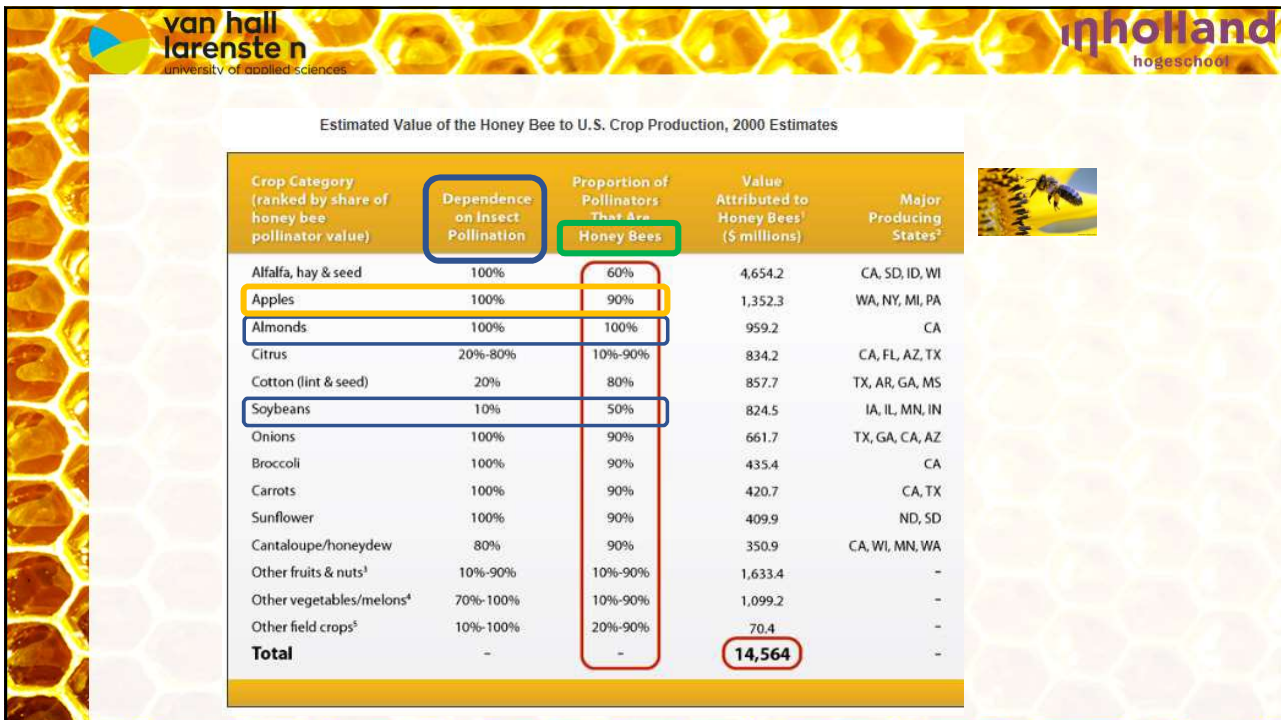 van hall
larenste n
university of applied sciences
inholland
hogeschool
Estimated Value of the Honey Bee to U.S. Crop Production, 2000 Estimates
Crop Category (ranked by share of honey bee pollinator value) Dependence on Insect Pollination Proportion of Pollinators That Are Honey Bees Value Attributed to Honey Bees¹ ($ millions) Major Producing States²
Alfalfa, hay & seed 100% 60% 4,654.2 CA, SD, ID, WI
Apples 100% 90% 1,352.3 WA, NY, MI, PA
Almonds 100% 100% 959.2 CA
Citrus 20%-80% 10%-90% 834.2 CA, FL, AZ, TX
Cotton (lint & seed) 20% 80% 857.7 TX, AR, GA, MS
Soybeans 10% 50% 824.5 IA, IL, MN, IN
Onions 100% 90% 661.7 TX, GA, CA, AZ
Broccoli 100% 90% 435.4 CA
Carrots 100% 90% 420.7 CA, TX
Sunflower 100% 90% 409.9 ND, SD
Cantaloupe/honeydew 80% 90% 350.9 CA, WI, MN, WA
Other fruits & nuts³ 10%-90% 10%-90% 1,633.4 -
Other vegetables/melons⁴ 70%-100% 10%-90% 1,099.2 -
Other field crops⁵ 10%-100% 20%-90% 70.4 -
Total - - 14,564 -